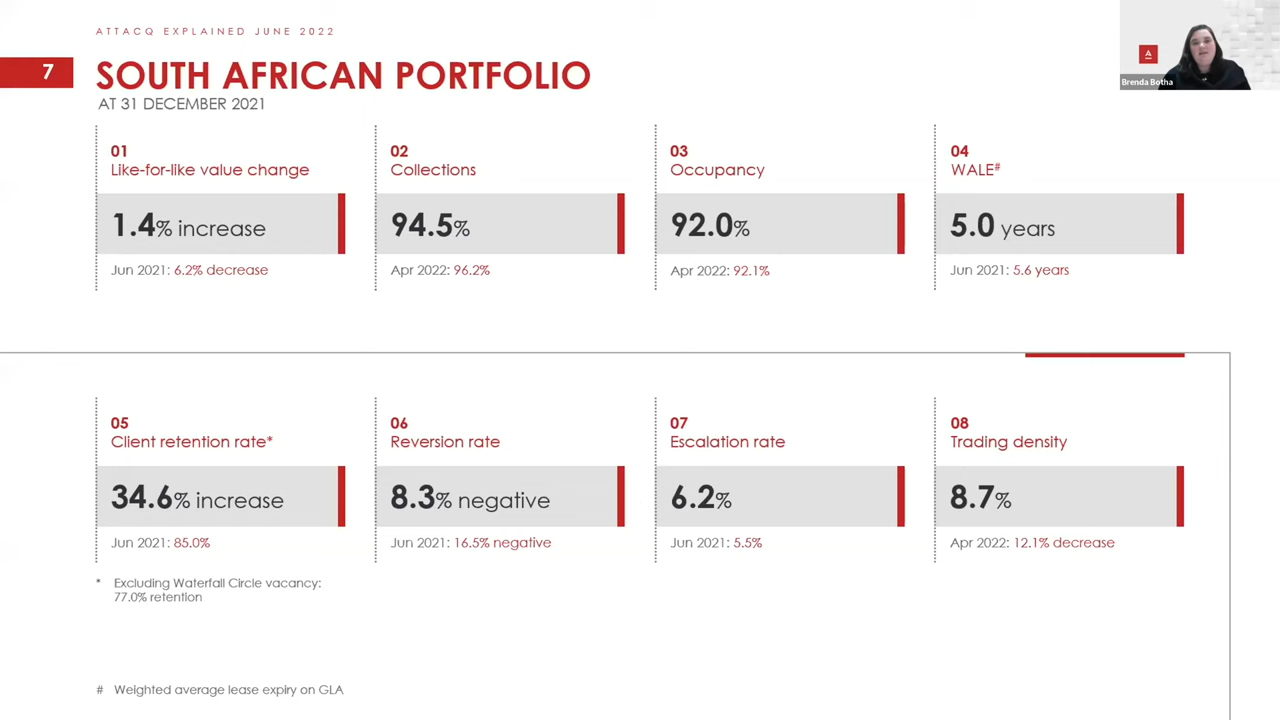 ATTACQ EXPLAINED JUNE 2022
7
SOUTH AFRICAN PORTFOLIO
AT 31 DECEMBER 2021
Brenda Botha
01
Like-for-like value change
1.4% increase
Jun 2021: 6.2% decrease
02
Collections
94.5%
Apr 2022: 96.2%
03
Occupancy
92.0%
Apr 2022: 92.1%
04
WALE#
5.0 years
Jun 2021: 5.6 years
05
Client retention rate*
34.6% increase
Jun 2021: 85.0%
* Excluding Waterfall Circle vacancy:
77.0% retention
06
Reversion rate
8.3% negative
Jun 2021: 16.5% negative
07
Escalation rate
6.2%
Jun 2021: 5.5%
08
Trading density
8.7%
Apr 2022: 12.1% decrease
# Weighted average lease expiry on GLA